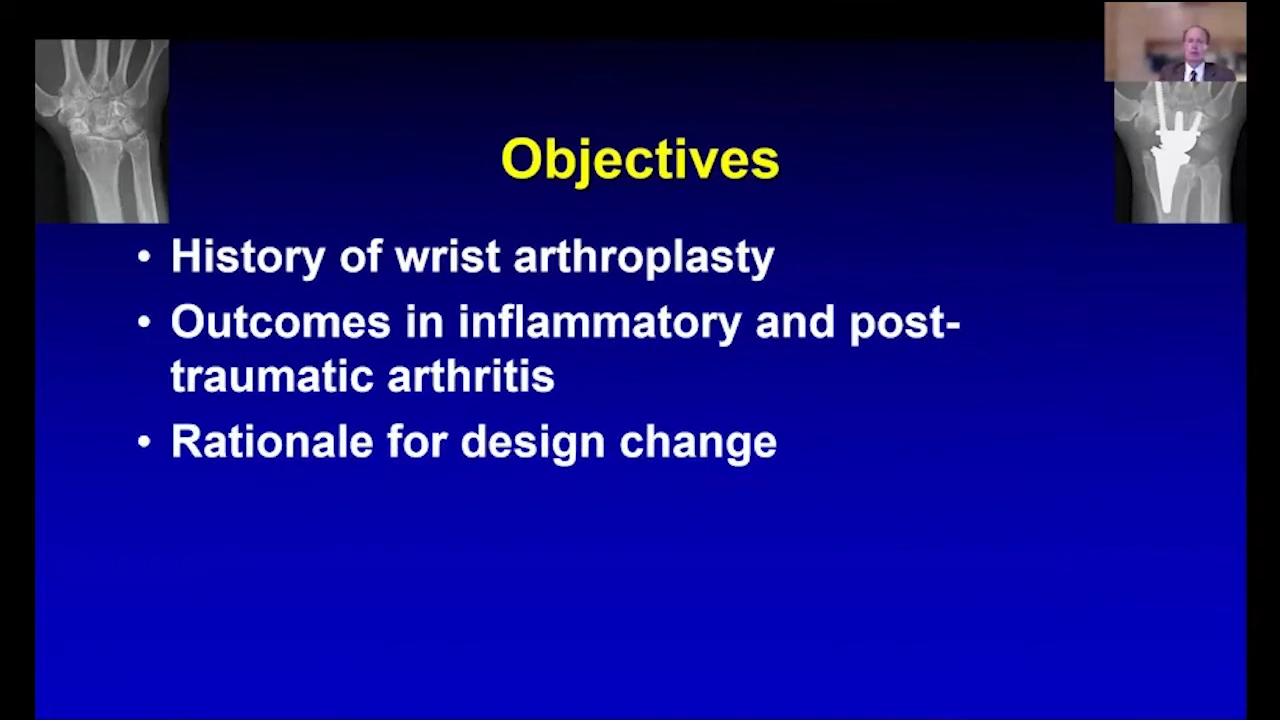 Objectives
• History of wrist arthroplasty
• Outcomes in inflammatory and post-
traumatic arthritis
• Rationale for design change